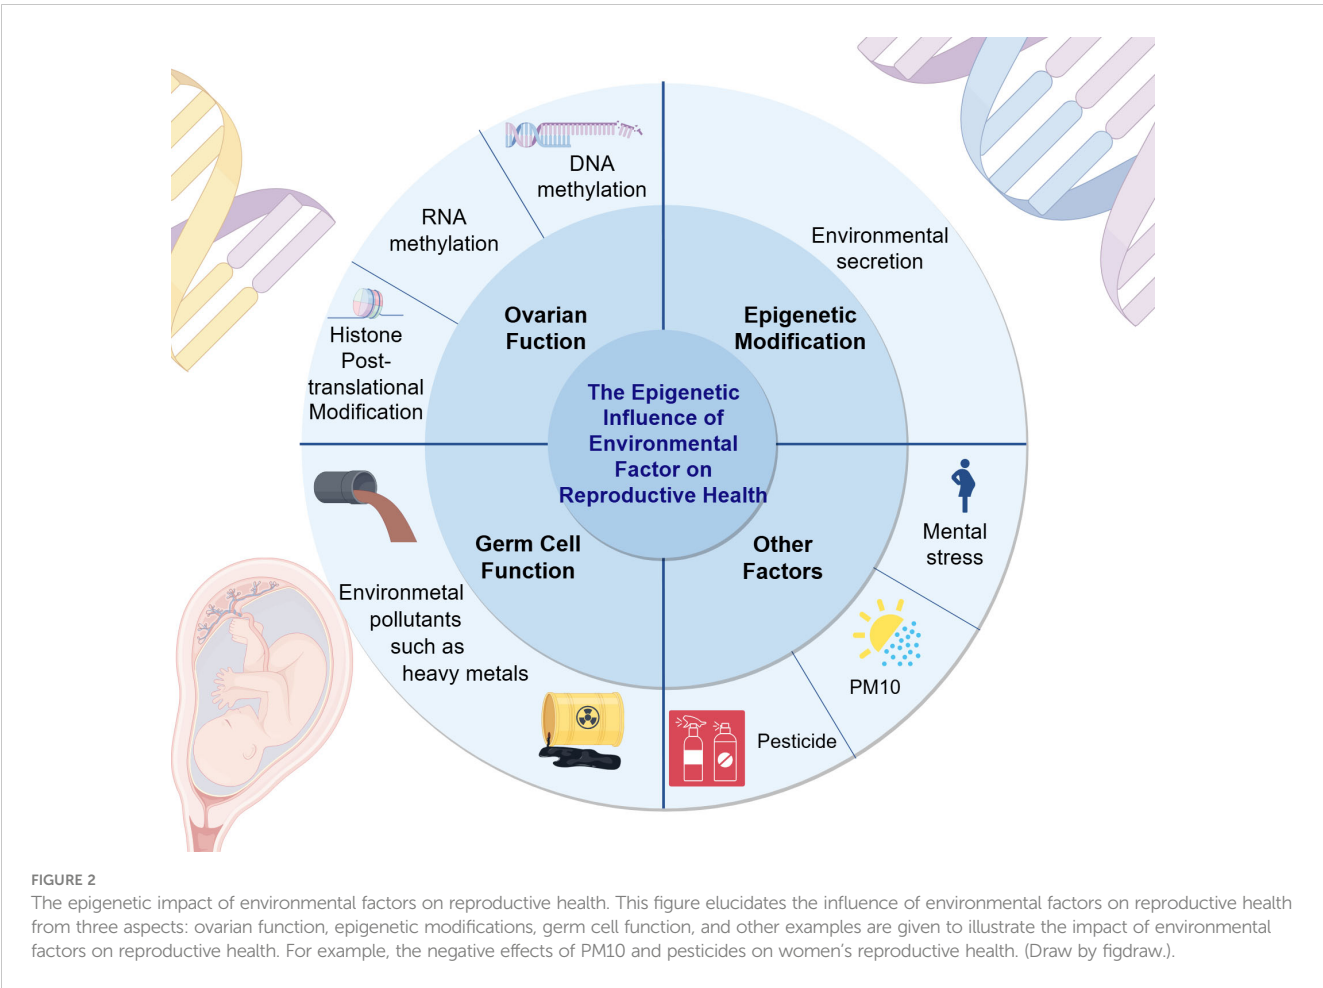 DNA
methylation
RNA
methylation
Histone
Post-
translational
Modification
Environmental
secretion
Ovarian
Fuction
Epigenetic
Modification
The Epigenetic
Influence of
Environmental
Factor on
Reproductive Health
Germ Cell
Function
Other
Factors
Environmetal
pollutants
such as
heavy metals
Mental
stress
PM10
Pesticide
FIGURE 2
The epigenetic impact of environmental factors on reproductive health. This figure elucidates the influence of environmental factors on reproductive health
from three aspects: ovarian function, epigenetic modifications, germ cell function, and other examples are given to illustrate the impact of environmental
factors on reproductive health. For example, the negative effects of PM10 and pesticides on women's reproductive health. (Draw by figdraw.).